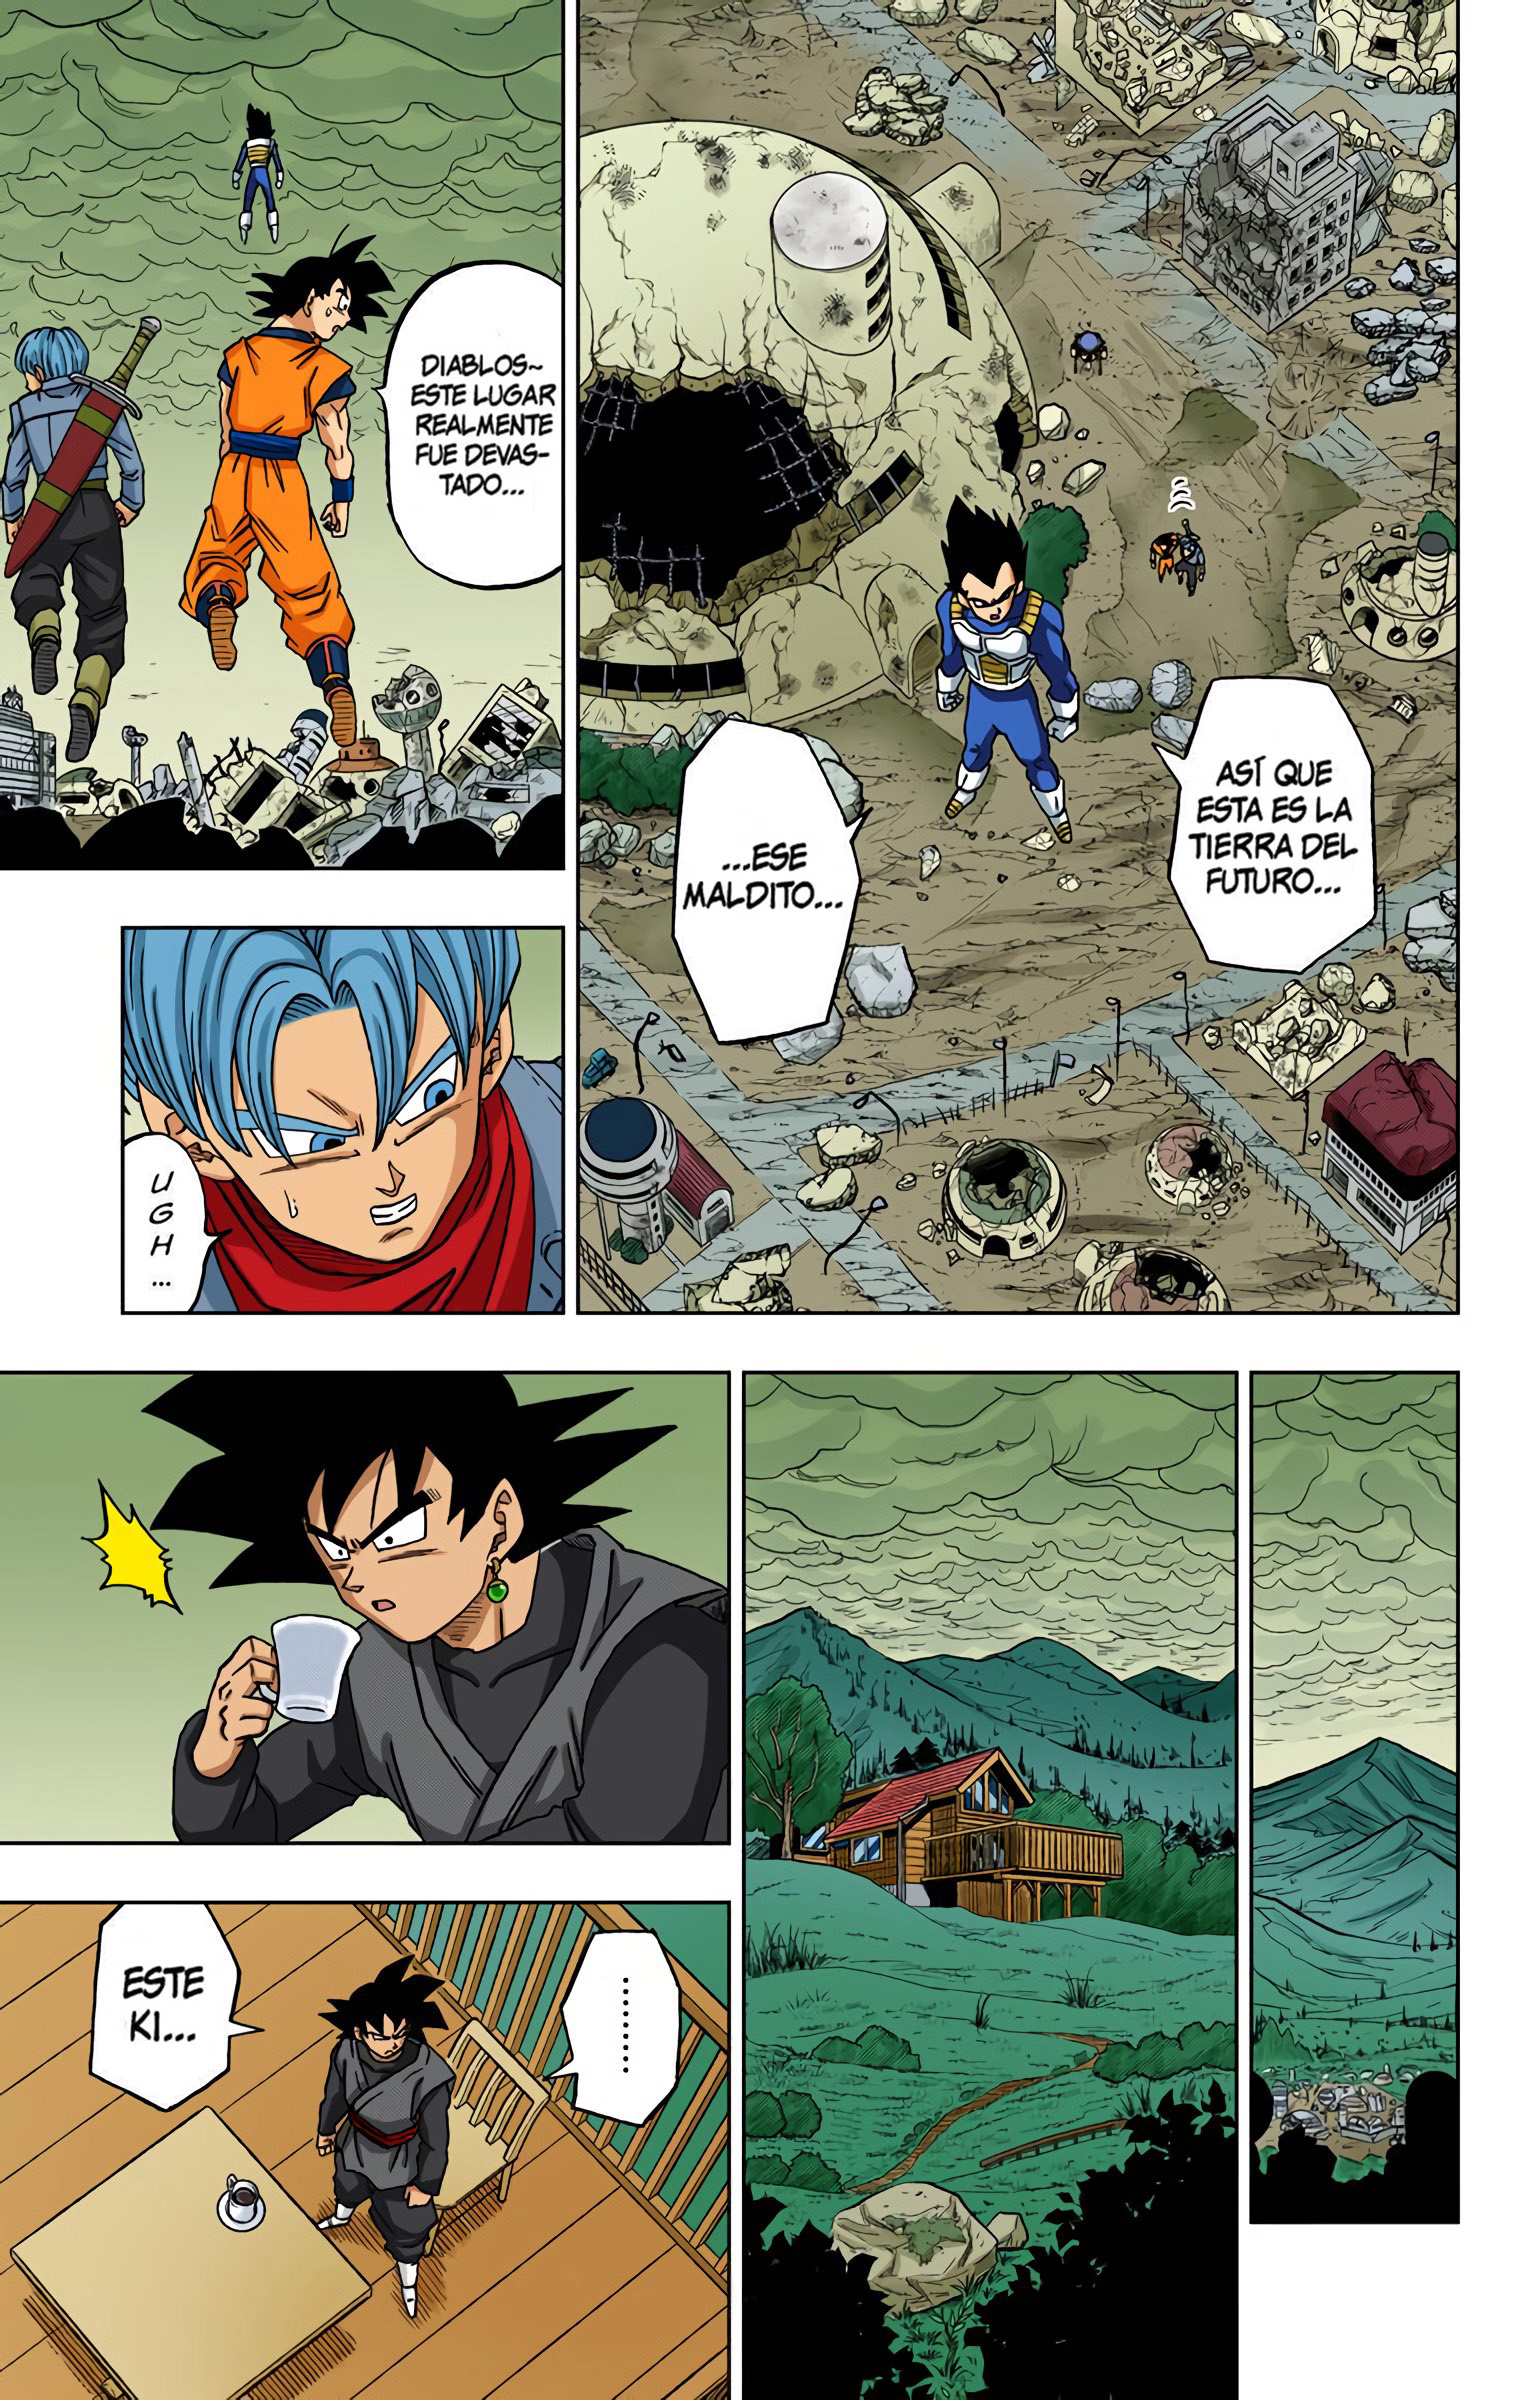 ASÍ QUE
ESTA ES LA
TIERRA DEL
FUTURO...
...ESE
MALDITO...
DIABLOS~
ESTE LUGAR
REALMENTE
FUE DEVAS-
TADO...
UGH...
........
ESTE
KI...